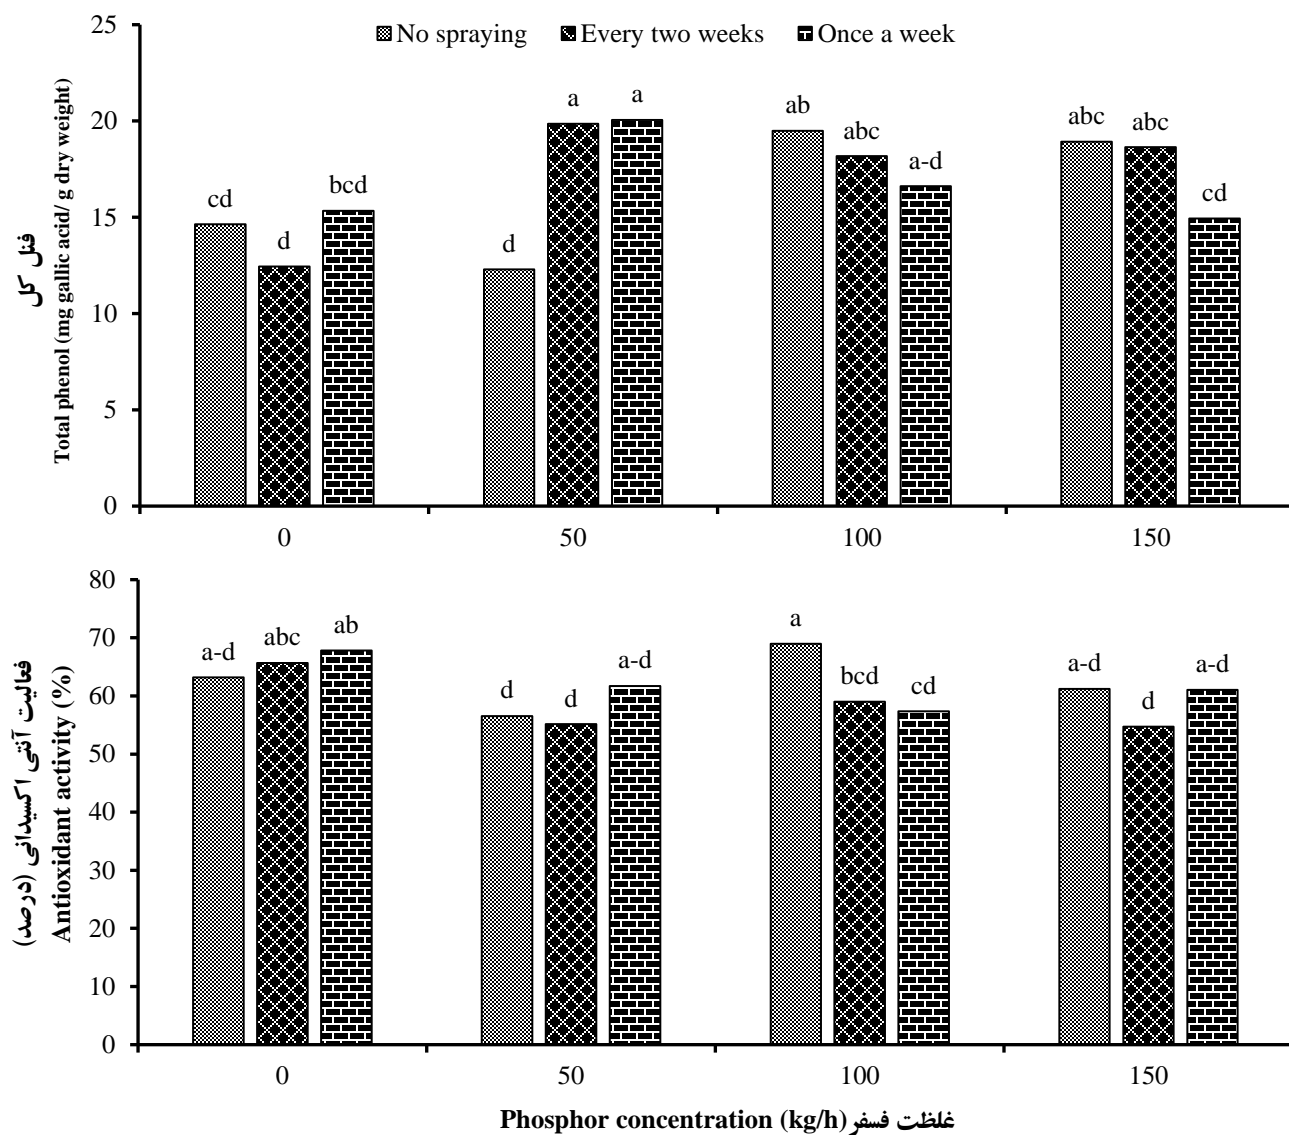 No spraying Every two weeks Once a week
فنل کل
Total phenol (mg gallic acid/ g dry weight)
25
20
15
10
5
0
cd d bcd
d a a
ab abc a-d
abc abc cd
0 50 100 150
فعالیت آنتی اکسیدانی (درصد)
Antioxidant activity (%)
80
70
60
50
40
30
20
10
0
a-d abc ab
d d a-d
a bcd cd
a-d d a-d
0 50 100 150
Phosphor concentration (kg/h) غلظت فسفر